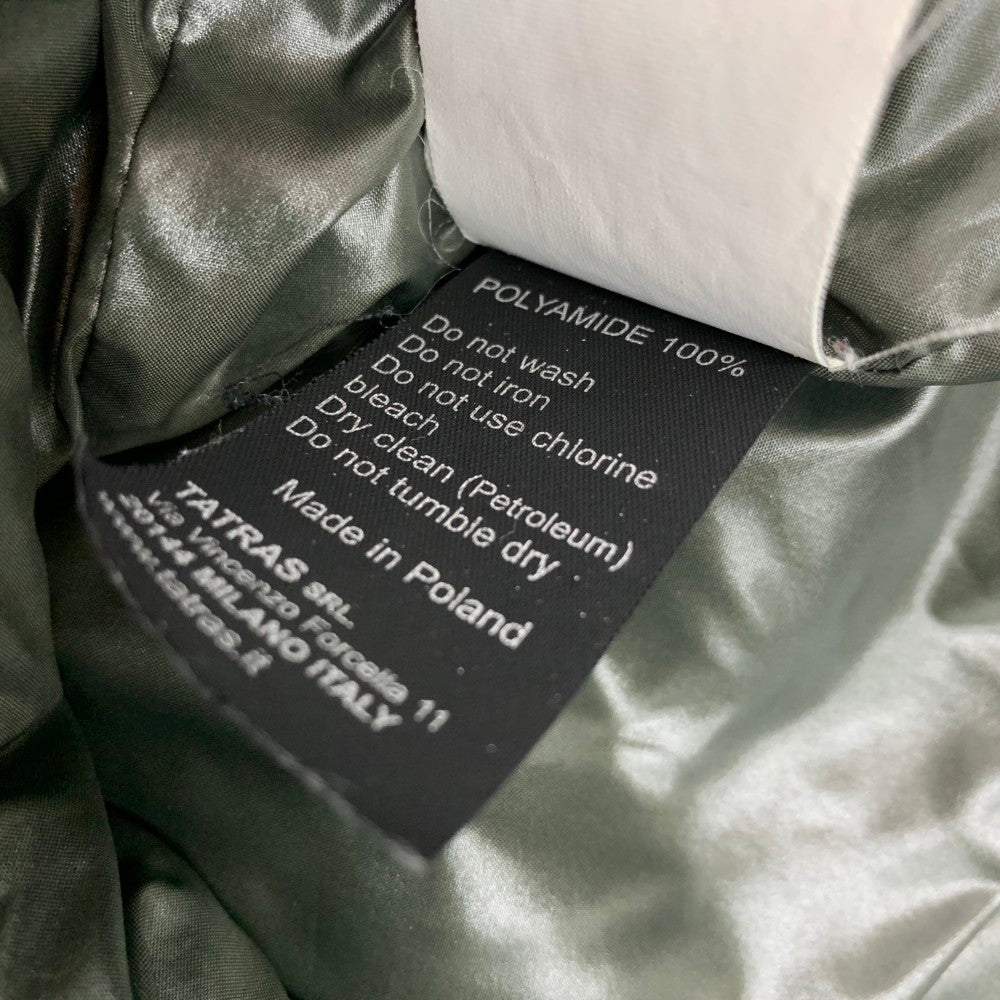 POLYAMIDE 100%
Do not wash
Do not iron
Do not use chlorine
bleach
Dry clean (Petroleum)
Do not tumble dry
Made in Poland
TATRAS SRL
Via Vincenzo Forcella 11
20144 MILANO ITALY
www.tatras.it